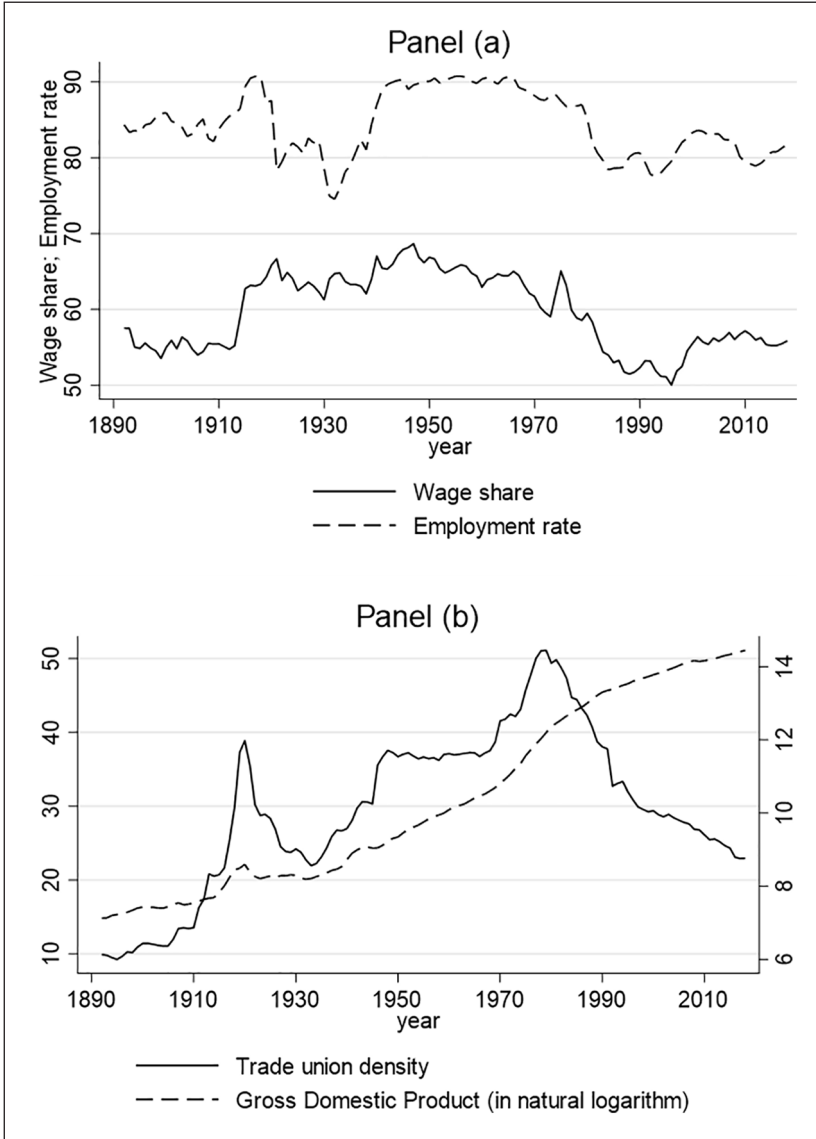 Panel (a)
Wage share; Employment rate
90
80
70
60
50
1890 1910 1930 1950 1970 1990 2010
year
Wage share
Employment rate
Panel (b)
50
40
30
20
10
14
12
10
8
6
1890 1910 1930 1950 1970 1990 2010
year
Trade union density
Gross Domestic Product (in natural logarithm)